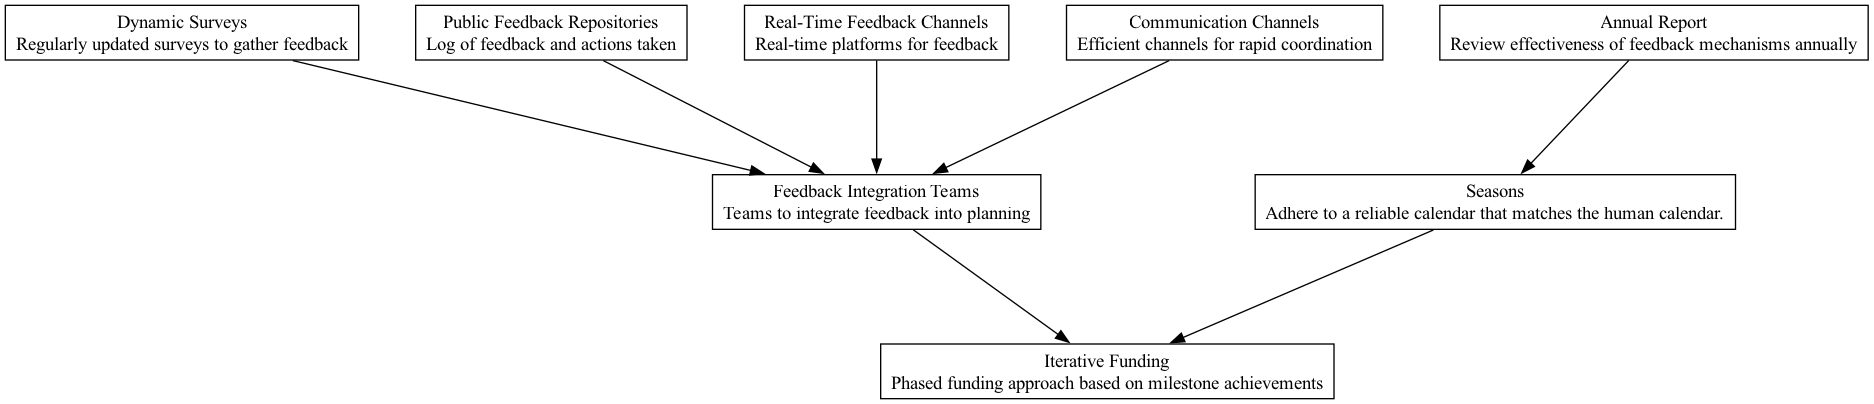 Dynamic Surveys
Regularly updated surveys to gather feedback
Public Feedback Repositories
Log of feedback and actions taken
Real-Time Feedback Channels
Real-time platforms for feedback
Communication Channels
Efficient channels for rapid coordination
Annual Report
Review effectiveness of feedback mechanisms annually
Feedback Integration Teams
Teams to integrate feedback into planning
Seasons
Adhere to a reliable calendar that matches the human calendar.
Iterative Funding
Phased funding approach based on milestone achievements